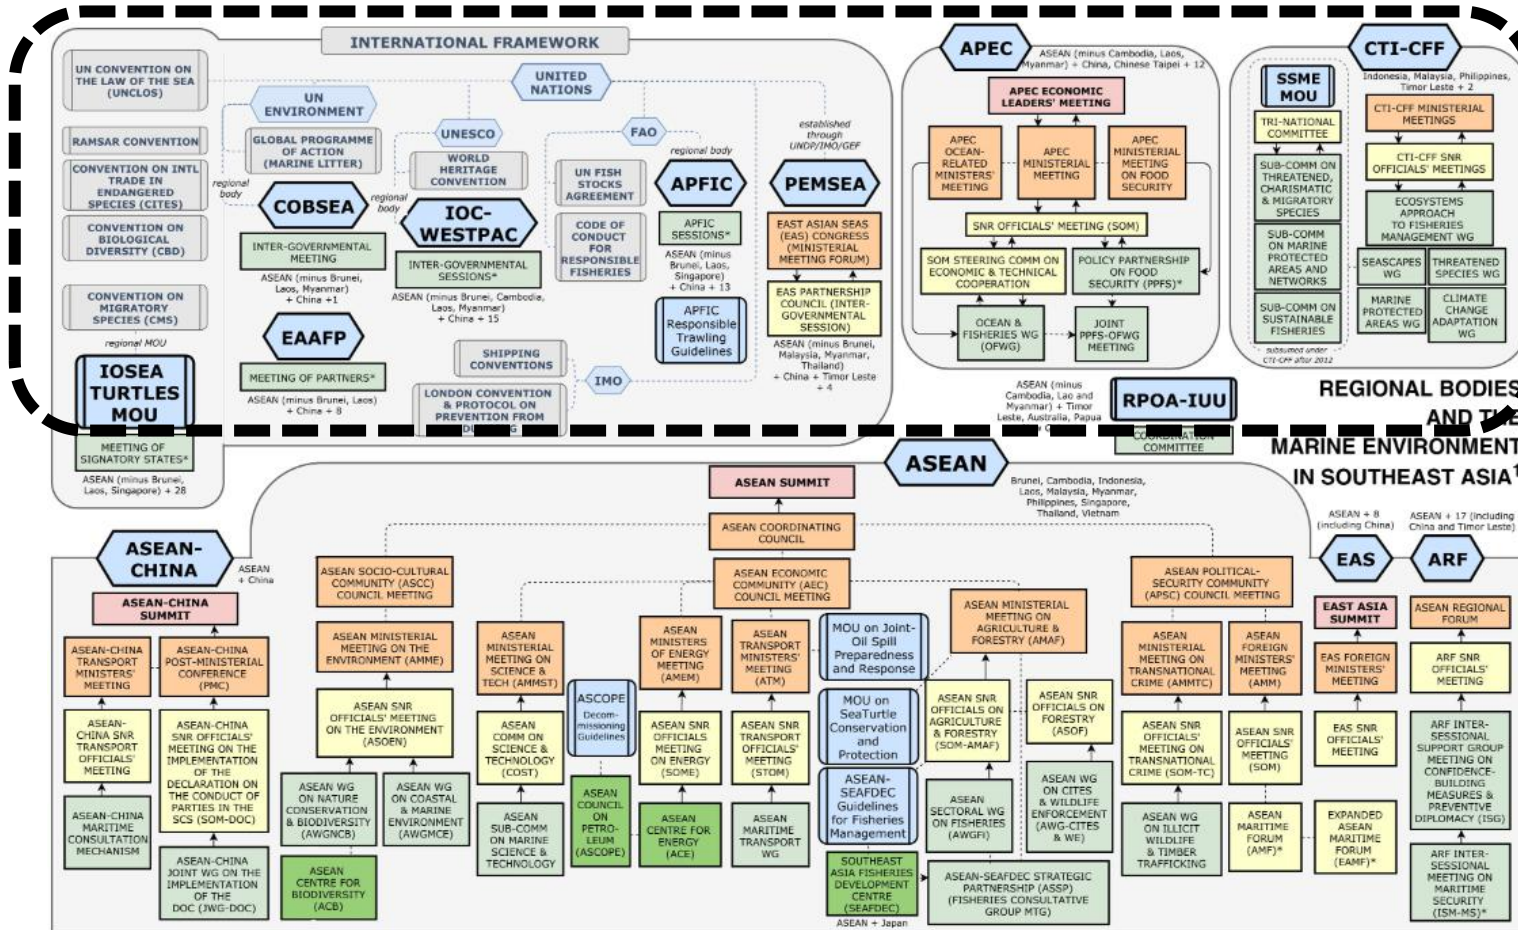 INTERNATIONAL FRAMEWORK
UN CONVENTION ON
THE LAW OF THE SEA
(UNCLOS)
UNITED
NATIONS
UN
ENVIRONMENT
RAMSAR CONVENTION
GLOBAL PROGRAMME
OF ACTION
(MARINE LITTER)
UNESCO
FAO
established
through
UNDP/IMO/GEF
CONVENTION ON INTL
TRADE IN
ENDANGERED
SPECIES (CITES)
regional
body
WORLD
HERITAGE
CONVENTION
UN FISH
STOCKS
AGREEMENT
regional body
APFIC
PEMSEA
COBSEA
regional
body
IOC-
WESTPAC
CONVENTION ON
BIOLOGICAL
DIVERSITY (CBD)
INTER-GOVERNMENTAL
MEETING
ASEAN (minus Brunei,
Laos, Myanmar)
+ China +1
INTER-GOVERNMENTAL
SESSIONS*
ASEAN (minus Brunei, Cambodia,
Laos, Myanmar)
+ China + 15
CODE OF
CONDUCT
FOR
RESPONSIBLE
FISHERIES
APFIC
SESSIONS*
ASEAN (minus
Brunei, Laos,
Singapore)
+ China + 13
EAST ASIAN SEAS
(EAS) CONGRESS
(MINISTERIAL
MEETING FORUM)
EAS PARTNERSHIP
COUNCIL (INTER-
GOVERNMENTAL
SESSION)
ASEAN (minus Brunei,
Malaysia, Myanmar,
Thailand)
+ China + Timor Leste
+ 4
APFIC
Responsible
Trawling
Guidelines
CONVENTION ON
MIGRATORY
SPECIES (CMS)
regional MOU
IOSEA
TURTLES
MOU
MEETING OF
SIGNATORY STATES*
ASEAN (minus Brunei,
Laos, Singapore) + 28
EAAFP
MEETING OF PARTNERS*
ASEAN (minus Brunei, Laos)
+ China + 8
SHIPPING
CONVENTIONS
IMO
LONDON CONVENTION
& PROTOCOL ON
PREVENTION FROM
APEC
ASEAN (minus Cambodia, Laos,
Myanmar) + China, Chinese Taipei + 12
APEC ECONOMIC
LEADERS' MEETING
APEC
OCEAN-
RELATED
MINISTERS'
MEETING
APEC
MINISTERIAL
MEETING
APEC
MINISTERIAL
MEETING
ON FOOD
SECURITY
SNR OFFICIALS' MEETING (SOM)
SOM STEERING COMM ON
ECONOMIC & TECHNICAL
COOPERATION
POLICY PARTNERSHIP
ON FOOD
SECURITY (PPFS)*
OCEAN &
FISHERIES WG
(OFWG)
JOINT
PPFS-OFWG
MEETING
CTI-CFF
Indonesia, Malaysia, Philippines,
Timor Leste + 2
SSME
MOU
TRI-NATIONAL
COMMITTEE
SUB-COMM ON
THREATENED,
CHARISMATIC
& MIGRATORY
SPECIES
SUB-COMM
ON MARINE
PROTECTED
AREAS AND
NETWORKS
SUB-COMM ON
SUSTAINABLE
FISHERIES
subsumed under
CTI-CFF after 2012
CTI-CFF MINISTERIAL
MEETINGS
CTI-CFF SNR
OFFICIALS' MEETINGS
ECOSYSTEMS
APPROACH
TO FISHERIES
MANAGEMENT WG
SEASCAPES
WG
THREATENED
SPECIES WG
MARINE
PROTECTED
AREAS WG
CLIMATE
CHANGE
ADAPTATION
WG
ASEAN (minus
Cambodia, Lao and
Myanmar) + Timor
Leste, Australia, Papua
RPOA-IUU
COORDINATION
COMMITTEE
REGIONAL BODIES
AND THE
MARINE ENVIRONMENT
IN SOUTHEAST ASIA¹
ASEAN
Brunei, Cambodia, Indonesia,
Laos, Malaysia, Myanmar,
Philippines, Singapore,
Thailand, Vietnam
ASEAN SUMMIT
ASEAN COORDINATING
COUNCIL
ASEAN-
CHINA
ASEAN
+ China
ASEAN-CHINA
SUMMIT
ASEAN-CHINA
TRANSPORT
MINISTERS'
MEETING
ASEAN-CHINA
POST-MINISTERIAL
CONFERENCE
(PMC)
ASEAN-
CHINA SNR
TRANSPORT
OFFICIALS'
MEETING
ASEAN-CHINA
SNR OFFICIALS'
MEETING ON THE
IMPLEMENTATION
OF THE
DECLARATION ON
THE CONDUCT OF
PARTIES IN THE
SCS (SOM-DOC)
ASEAN-CHINA
MARITIME
CONSULTATION
MECHANISM
ASEAN-CHINA
JOINT WG ON THE
IMPLEMENTATION
OF THE
DOC (JWG-DOC)
ASEAN SOCIO-CULTURAL
COMMUNITY (ASCC)
COUNCIL MEETING
ASEAN MINISTERIAL
MEETING ON THE
ENVIRONMENT (AMME)
ASEAN SNR
OFFICIALS' MEETING
ON THE ENVIRONMENT
(ASOEN)
ASEAN WG
ON NATURE
CONSERVATION
& BIODIVERSITY
(AWGNCB)
ASEAN WG
ON COASTAL
& MARINE
ENVIRONMENT
(AWGMCE)
ASEAN
CENTRE FOR
BIODIVERSITY
(ACB)
ASEAN ECONOMIC
COMMUNITY (AEC)
COUNCIL MEETING
ASEAN
MINISTERIAL
MEETING ON
SCIENCE &
TECH (AMMST)
ASEAN
COMM ON
SCIENCE &
TECHNOLOGY
(COST)
ASEAN
SUB-COMM
ON MARINE
SCIENCE &
TECHNOLOGY
ASCOPE
Decom-
missioning
Guidelines
ASEAN
COUNCIL
ON
PETRO-
LEUM
(ASCOPE)
ASEAN
MINISTERS
OF ENERGY
MEETING
(AMEM)
ASEAN SNR
OFFICIALS
MEETING
ON ENERGY
(SOME)
ASEAN
CENTRE FOR
ENERGY
(ACE)
ASEAN
TRANSPORT
MINISTERS'
MEETING
(ATM)
ASEAN SNR
TRANSPORT
OFFICIALS'
MEETING
(STOM)
ASEAN
MARITIME
TRANSPORT
WG
MOU on Joint-
Oil Spill
Preparedness
and Response
MOU on
SeaTurtle
Conservation
and
Protection
ASEAN-
SEAFDEC
Guidelines
for Fisheries
Management
SOUTHEAST
ASIA FISHERIES
DEVELOPMENT
CENTRE
(SEAFDEC)
ASEAN + Japan
ASEAN MINISTERIAL
MEETING ON
AGRICULTURE &
FORESTRY (AMAF)
ASEAN SNR
OFFICIALS ON
AGRICULTURE
& FORESTRY
(SOM-AMAF)
ASEAN SNR
OFFICIALS ON
FORESTRY
(ASOF)
ASEAN
SECTORAL WG
ON FISHERIES
(AWGFI)
ASEAN WG
ON CITES
& WILDLIFE
ENFORCEMENT
(AWG-CITES
& WE)
ASEAN-SEAFDEC STRATEGIC
PARTNERSHIP (ASSP)
(FISHERIES CONSULTATIVE
GROUP MTG)
ASEAN POLITICAL-
SECURITY COMMUNITY
(APSC) COUNCIL MEETING
ASEAN
MINISTERIAL
MEETING ON
TRANSNATIONAL
CRIME (AMMTC)
ASEAN
FOREIGN
MINISTERS'
MEETING
(AMM)
ASEAN SNR
OFFICIALS'
MEETING ON
TRANSNATIONAL
CRIME (SOM-TC)
ASEAN SNR
OFFICIALS'
MEETING
(SOM)
ASEAN WG
ON ILLICIT
WILDLIFE
& TIMBER
TRAFFICKING
ASEAN
MARITIME
FORUM
(AMF)*
EXPANDED
ASEAN
MARITIME
FORUM
(EAMF)*
ASEAN + 8
(including China)
EAS
EAST ASIA
SUMMIT
EAS FOREIGN
MINISTERS'
MEETING
EAS SNR
OFFICIALS'
MEETING
ASEAN + 17 (including
China and Timor Leste)
ARF
ASEAN REGIONAL
FORUM
ARF SNR
OFFICIALS'
MEETING
ARF INTER-
SESSIONAL
SUPPORT GROUP
MEETING ON
CONFIDENCE-
BUILDING
MEASURES &
PREVENTIVE
DIPLOMACY (ISG)
ARF INTER-
SESSIONAL
MEETING ON
MARITIME
SECURITY
(ISM-MS)*